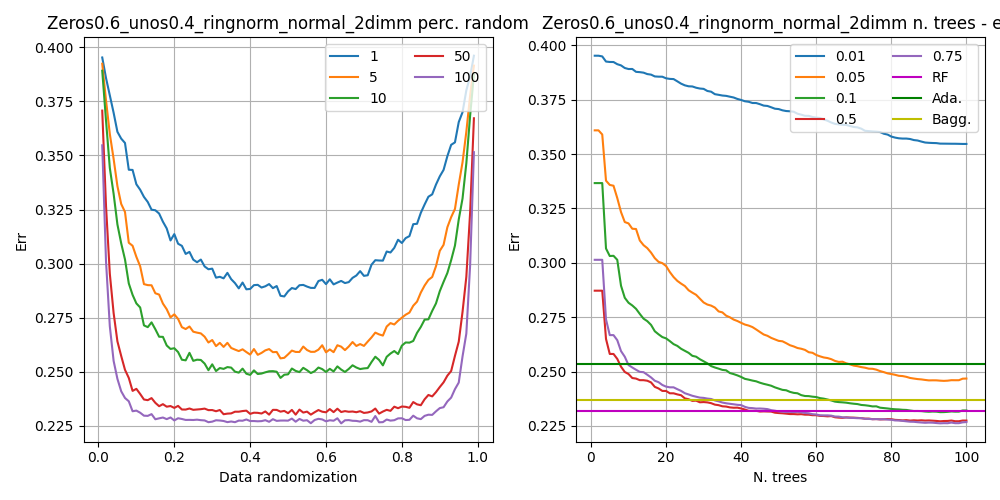 Zeros0.6_unos0.4_ringnorm_normal_2dimm perc. random
Err
0.400
0.375
0.350
0.325
0.300
0.275
0.250
0.225
0.0 0.2 0.4 0.6 0.8 1.0
Data randomization
1 50
5 100
10
Zeros0.6_unos0.4_ringnorm_normal_2dimm n. trees - e
Err
0.400
0.375
0.350
0.325
0.300
0.275
0.250
0.225
0 20 40 60 80 100
N. trees
0.01 0.75
0.05 RF
0.1 Ada.
0.5 Bagg.